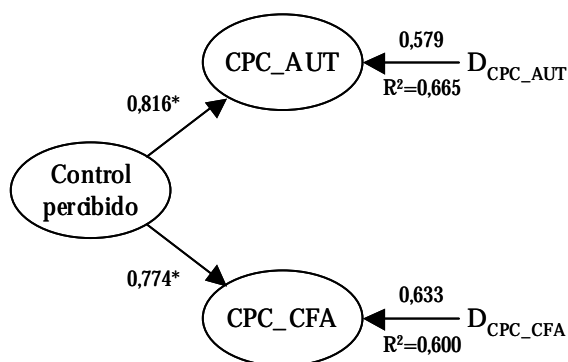 0,579
CPC_AUT
D_CPC_AUT
R²=0,665
0,816*
Control
percibido
0,774*
0,633
CPC_CFA
D_CPC_CFA
R²=0,600